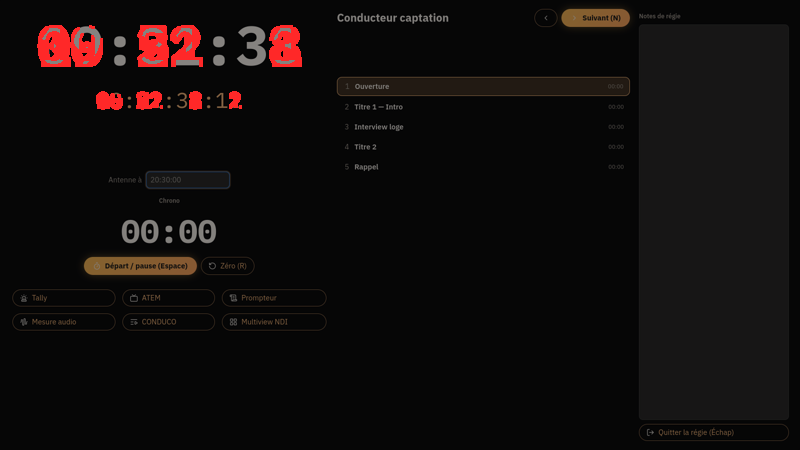 Conducteur captation
Suivant (N)
Notes de régie
1 Ouverture 00:00
2 Titre 1 — Intro 00:00
3 Interview loge 00:00
4 Titre 2 00:00
5 Rappel 00:00
Antenne à 20:30:00
Chrono
00:00
Départ / pause (Espace)
Zéro (R)
Tally
ATEM
Prompteur
Mesure audio
CONDUCO
Multiview NDI
Quitter la régie (Échap)